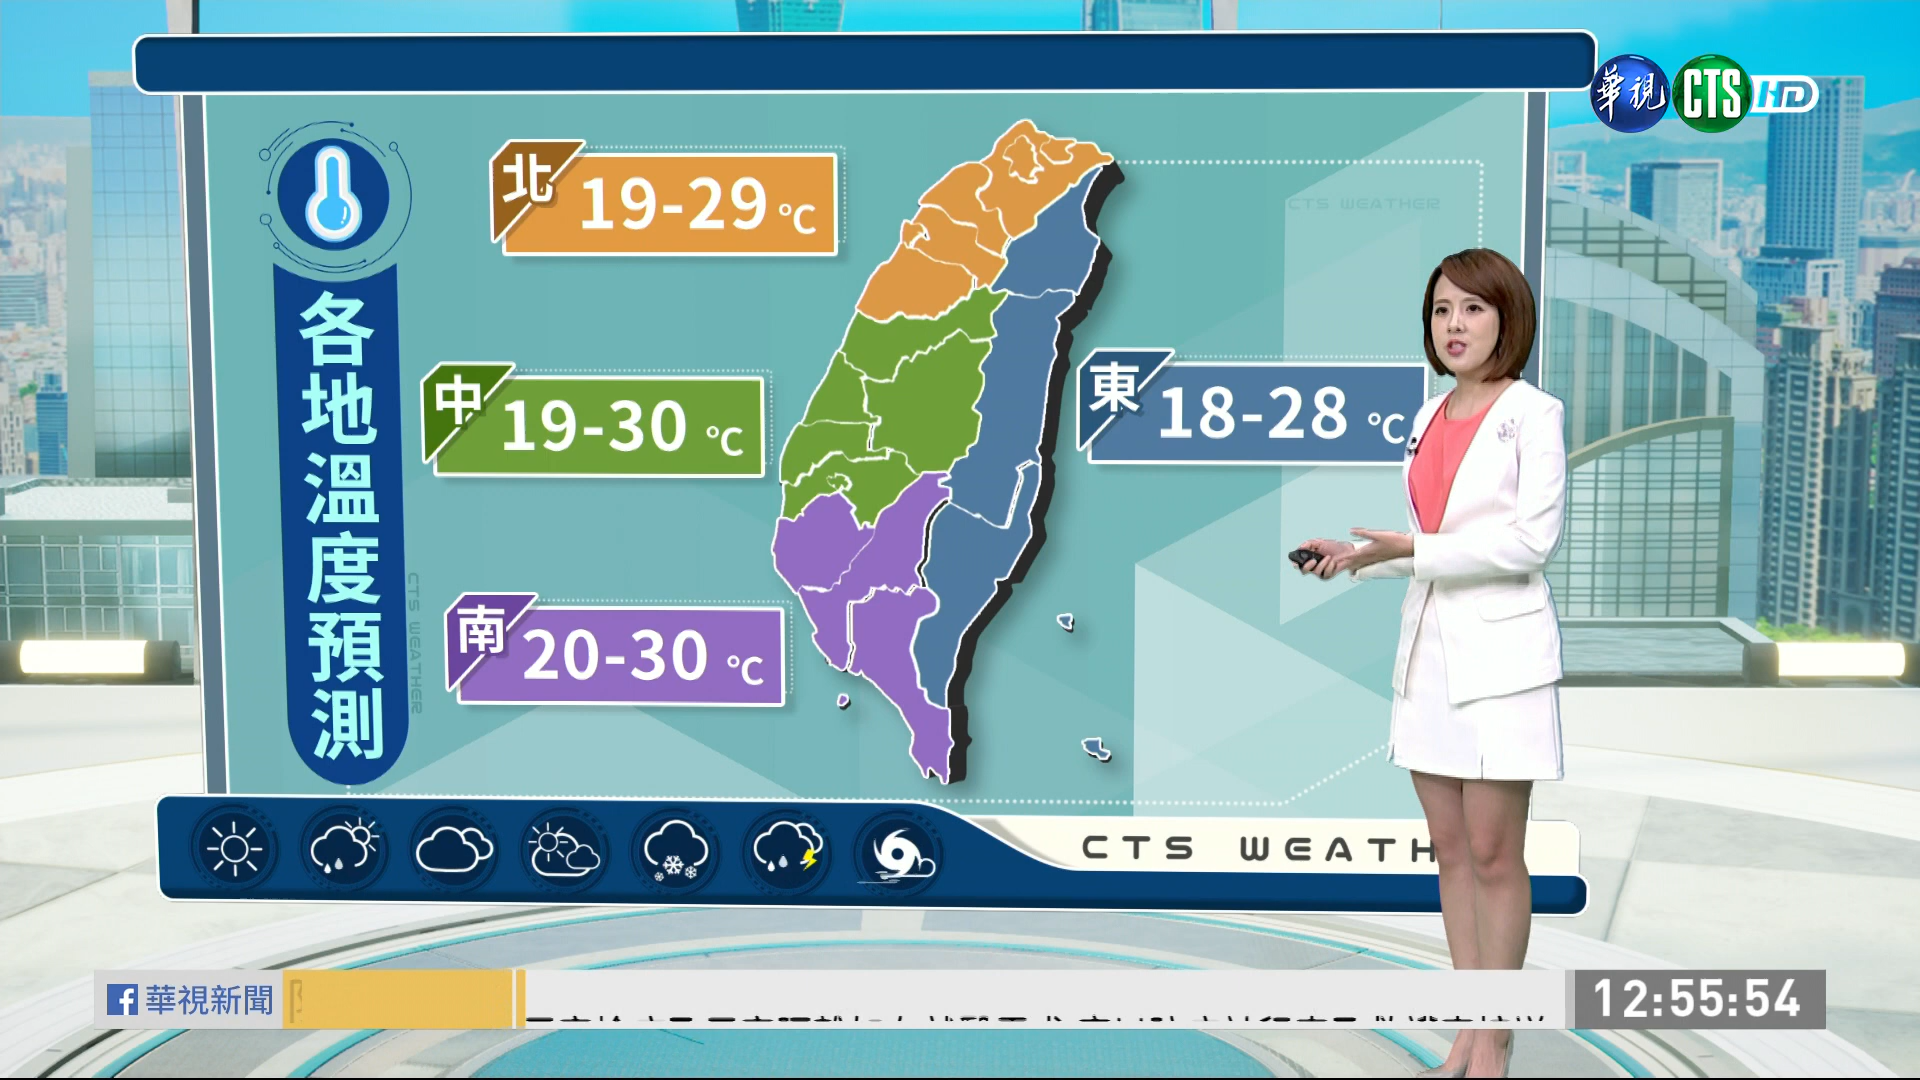 華視 CTS HD
CTS WEATHER
北 19-29 °C
中 19-30 °C
東 18-28 °C
南 20-30 °C
各地溫度預測
CTS WEATHER
CTS WEATH
華視新聞
12:55:54